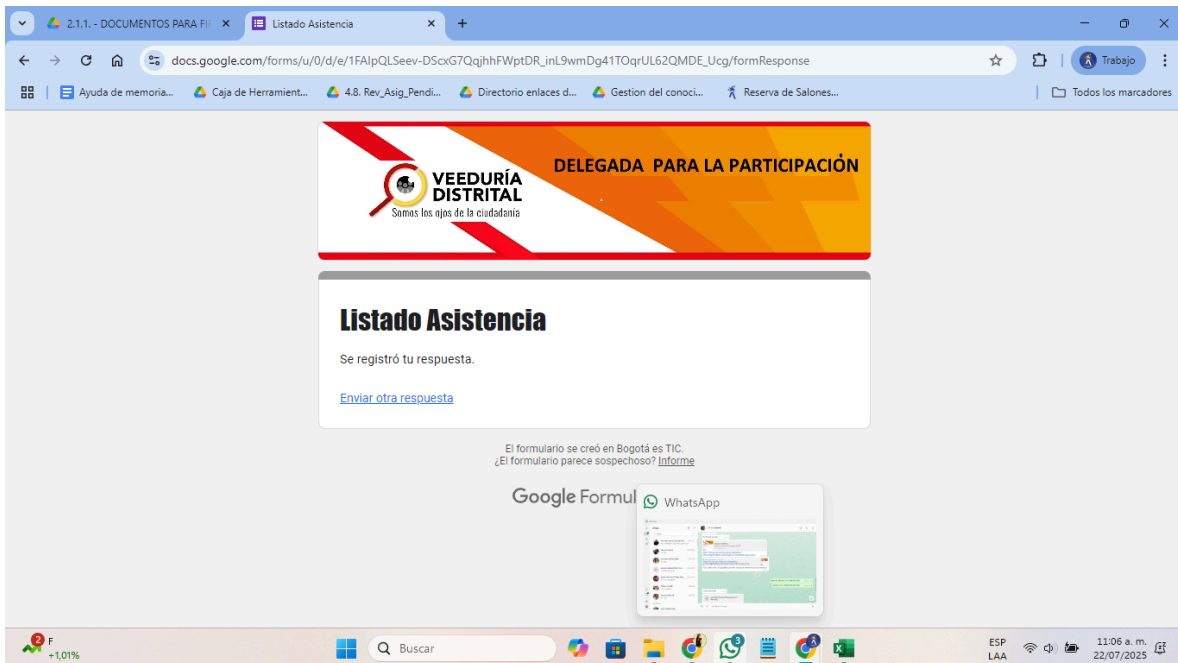 2.1.1. - DOCUMENTOS PARA FI
Listado Asistencia
docs.google.com/forms/u/0/d/e/1FAIpQLSeev-DScxG7QqjhhFWptDR_inL9wmDg41TOqrUL62QMDE_Ucg/formResponse
Trabajo
Ayuda de memoria...
Caja de Herramient...
4.8. Rev_Asig_Pendi...
Directorio enlaces d...
Gestion del conoci...
Reserva de Salones...
Todos los marcadores
VEEDURÍA
DISTRITAL
Somos los ojos de la ciudadanía
DELEGADA PARA LA PARTICIPACIÓN
Listado Asistencia
Se registró tu respuesta.
Enviar otra respuesta
El formulario se creó en Bogotá es TIC.
¿El formulario parece sospechoso? Informe
Google Formul
WhatsApp
2
F
+1,01%
Buscar
3
ESP
LAA
11:06 a. m.
22/07/2025